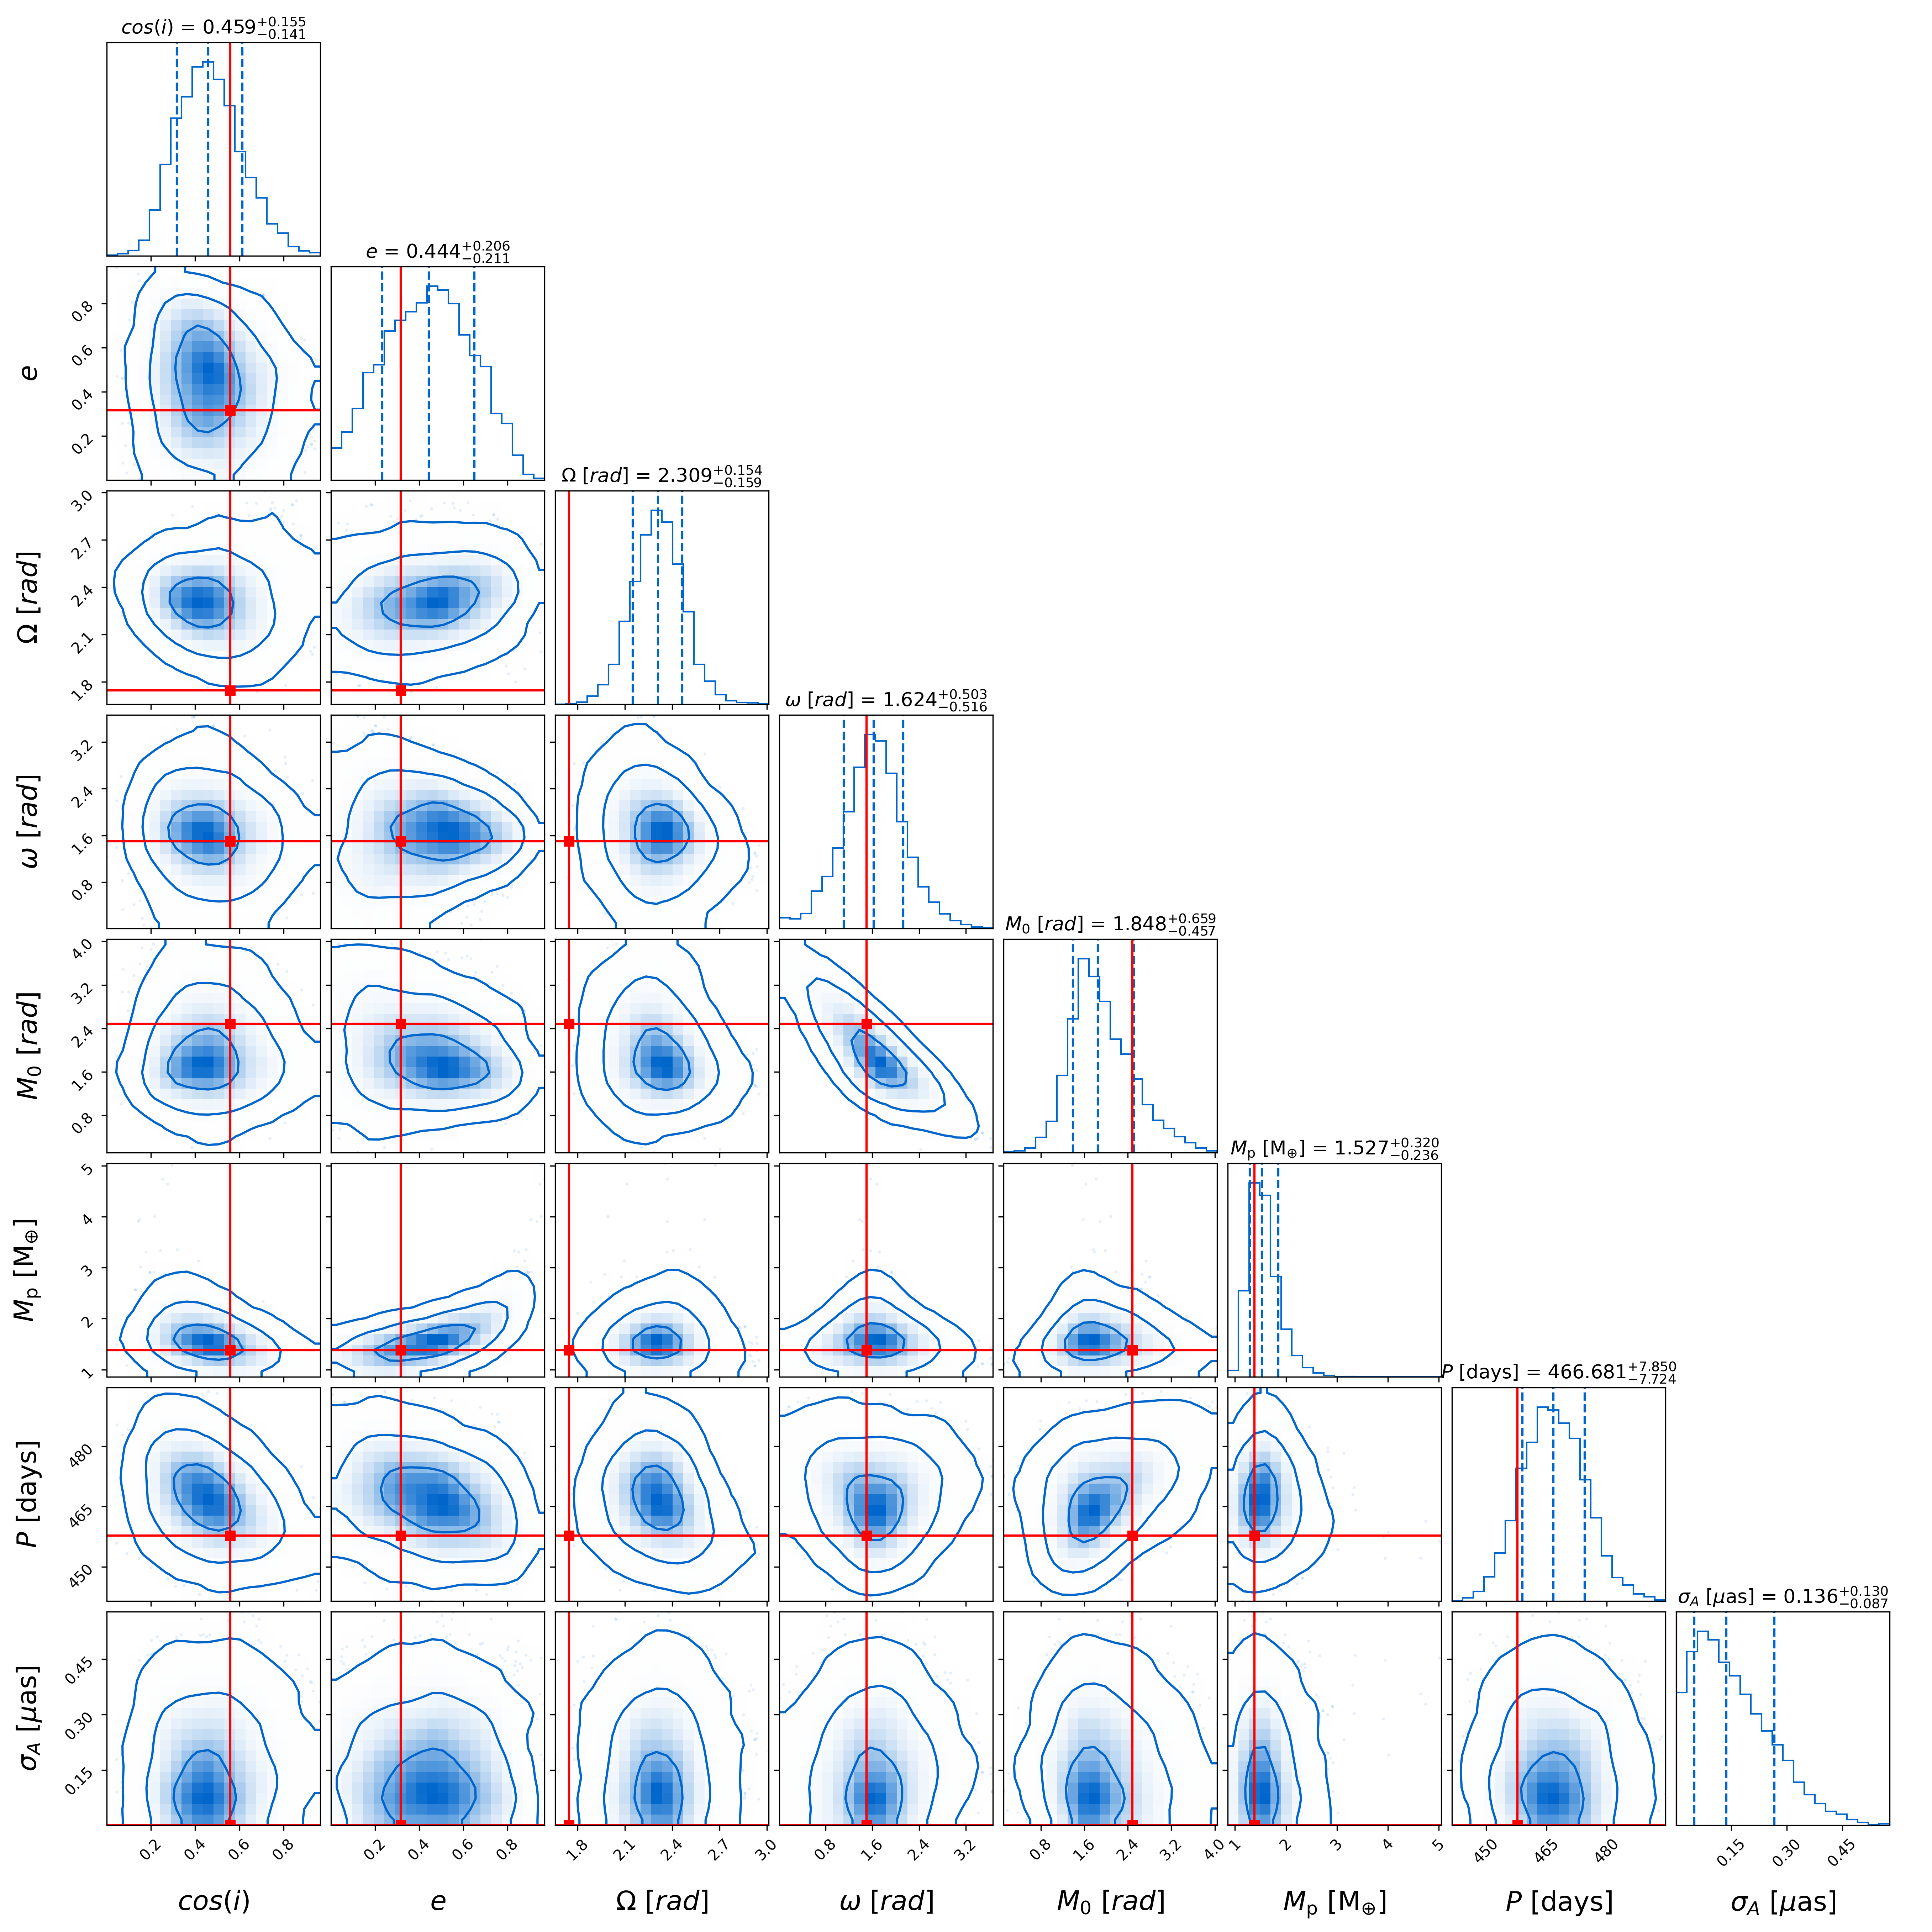 cos(i) = 0.459+0.155 −0.141
e = 0.444+0.206 −0.211
0.8
0.6
e
0.4
0.2
Ω [rad] = 2.309+0.154 −0.159
3.0
2.7
Ω [rad]
2.4
2.1
1.8
ω [rad] = 1.624+0.503 −0.516
3.2
2.4
ω [rad]
1.6
0.8
M0 [rad] = 1.848+0.659 −0.457
4.0
3.2
M0 [rad]
2.4
1.6
0.8
Mp [M⊕] = 1.527+0.320 −0.236
5
4
Mp [M⊕]
3
2
1
P [days] = 466.681+7.850 −7.724
480
P [days]
465
450
σA [μas] = 0.136+0.130 −0.087
0.45
σA [μas]
0.30
0.15
0.2 0.4 0.6 0.8 0.2 0.4 0.6 0.8 1.8 2.1 2.4 2.7 3.0 0.8 1.6 2.4 3.2 0.8 1.6 2.4 3.2 4.0 1 2 3 4 5 450 465 480 0.15 0.30 0.45
cos(i) e Ω [rad] ω [rad] M0 [rad] Mp [M⊕] P [days] σA [μas]